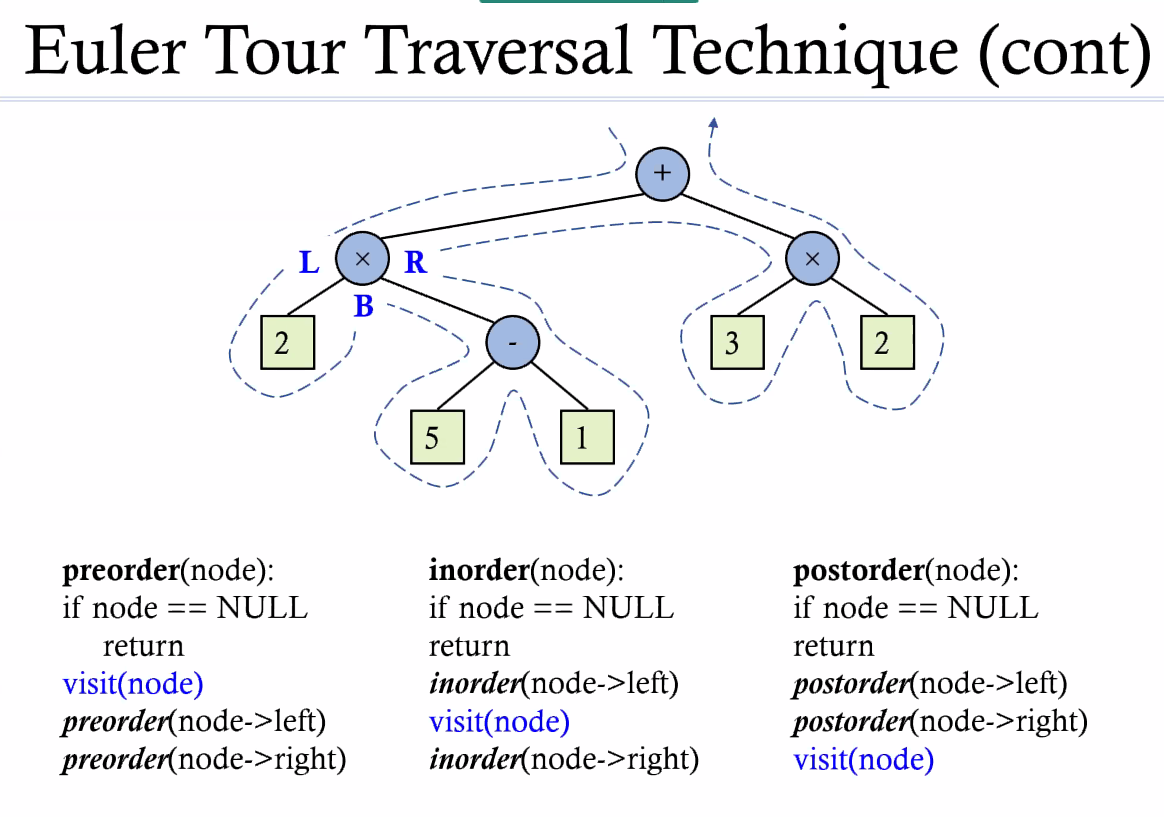 Euler Tour Traversal Technique (cont)
+
L × R
×
B
2
-
3
2
5
1
preorder(node):
if node == NULL
return
visit(node)
preorder(node->left)
preorder(node->right)
inorder(node):
if node == NULL
return
inorder(node->left)
visit(node)
inorder(node->right)
postorder(node):
if node == NULL
return
postorder(node->left)
postorder(node->right)
visit(node)